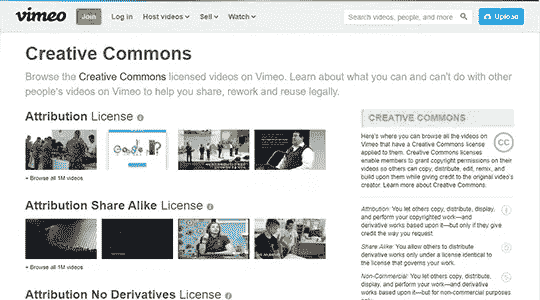 vimeo Join Log in Host videos Sell Watch Search videos, people, and more Upload
Creative Commons
Browse the Creative Commons licensed videos on Vimeo. Learn about what you can and can't do with other
people's videos on Vimeo to help you share, rework and reuse legally.
Attribution License
+ Browse all 1M videos
Attribution Share Alike License
+ Browse all 1M videos
Attribution No Derivatives License
CREATIVE COMMONS
Here's where you can browse all the videos on
Vimeo that have a Creative Commons license
applied to them. Creative Commons licenses
enable members to grant copyright permissions on their
videos so others can copy, distribute, edit, remix, and
build upon them while giving credit to the original video's
creator. Learn more about Creative Commons.
CC
Attribution: You let others copy, distribute, display,
and perform your copyrighted work—and
derivative works based upon it—but only if they give
credit the way you request.
Share Alike: You allow others to distribute
derivative works only under a license identical to
the license that governs your work.
Non-Commercial: You let others copy, distribute,
display, and perform your work—and derivative
works based upon it—but for non-commercial purposes
only.